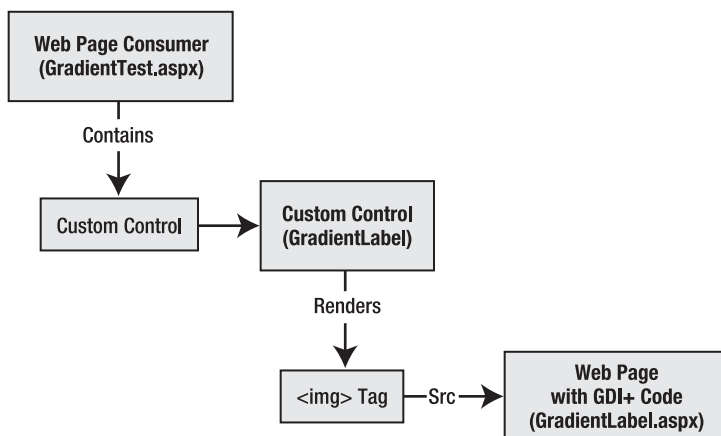 Web Page Consumer
(GradientTest.aspx)
Contains
Custom Control
Custom Control
(GradientLabel)
Renders
<img> Tag
Src
Web Page
with GDI+ Code
(GradientLabel.aspx)